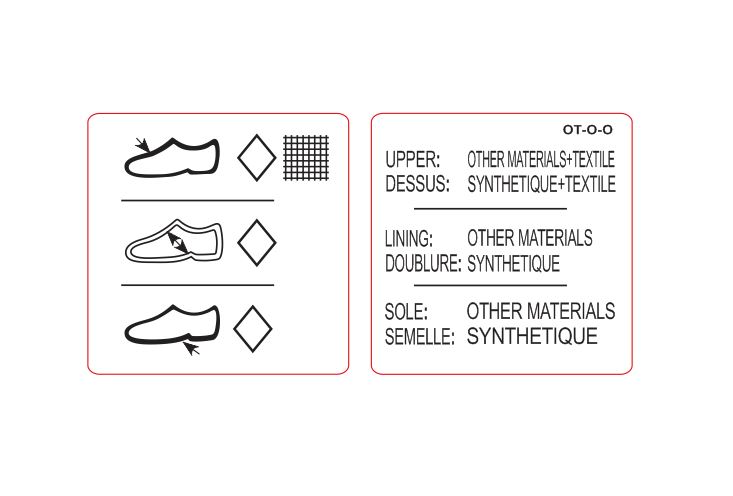 OT-O-O
UPPER: OTHER MATERIALS+TEXTILE
DESSUS: SYNTHETIQUE+TEXTILE
LINING: OTHER MATERIALS
DOUBLURE: SYNTHETIQUE
SOLE: OTHER MATERIALS
SEMELLE: SYNTHETIQUE